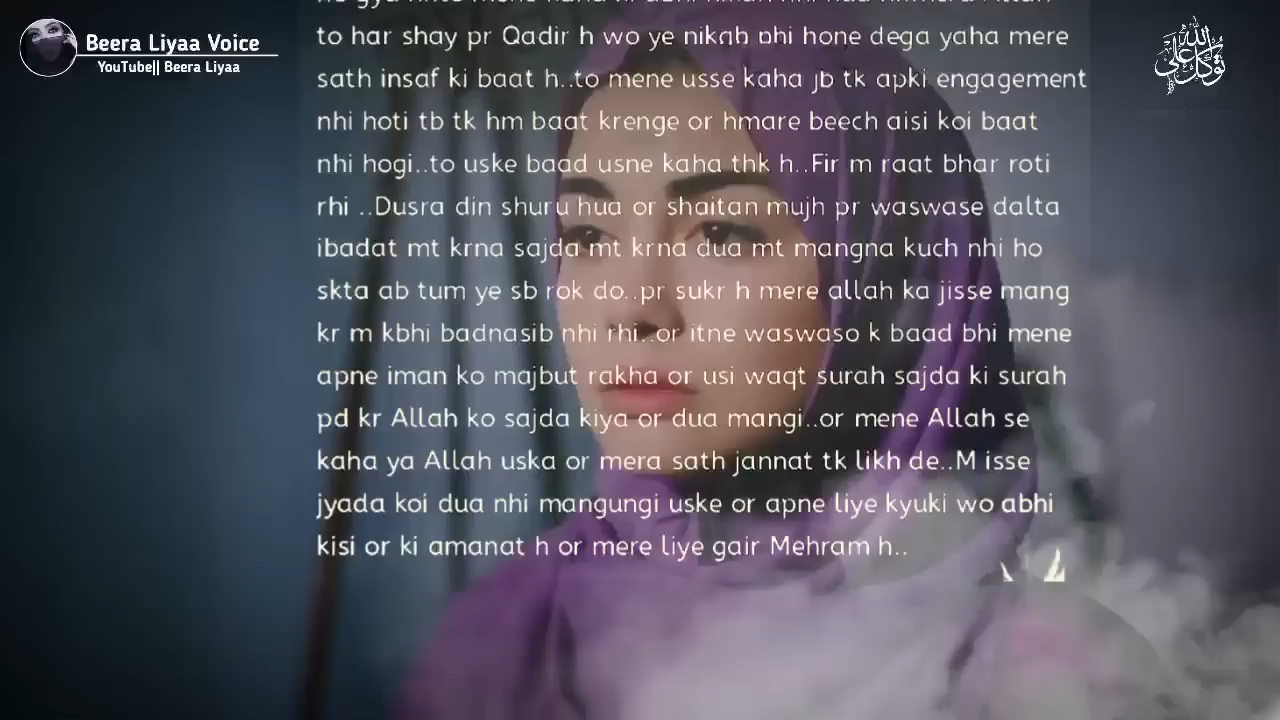 Beera Liyaa Voice
YouTube|| Beera Liyaa
توكلت على الله
to har shay pr Qadir h wo ye nikah nhi hone dega yaha mere
sath insaf ki baat h..to mene usse kaha jb tk apki engagement
nhi hoti tb tk hm baat krenge or hmare beech aisi koi baat
nhi hogi..to uske baad usne kaha thk h..Fir m raat bhar roti
rhi ..Dusra din shuru hua or shaitan mujh pr waswase dalta
ibadat mt krna sajda mt krna dua mt mangna kuch nhi ho
skta ab tum ye sb rok do..pr sukr h mere allah ka jisse mang
kr m kbhi badnasib nhi rhi..or itne waswaso k baad bhi mene
apne iman ko majbut rakha or usi waqt surah sajda ki surah
pd kr Allah ko sajda kiya or dua mangi..or mene Allah se
kaha ya Allah uska or mera sath jannat tk likh de..M isse
jyada koi dua nhi mangungi uske or apne liye kyuki wo abhi
kisi or ki amanat h or mere liye gair Mehram h..